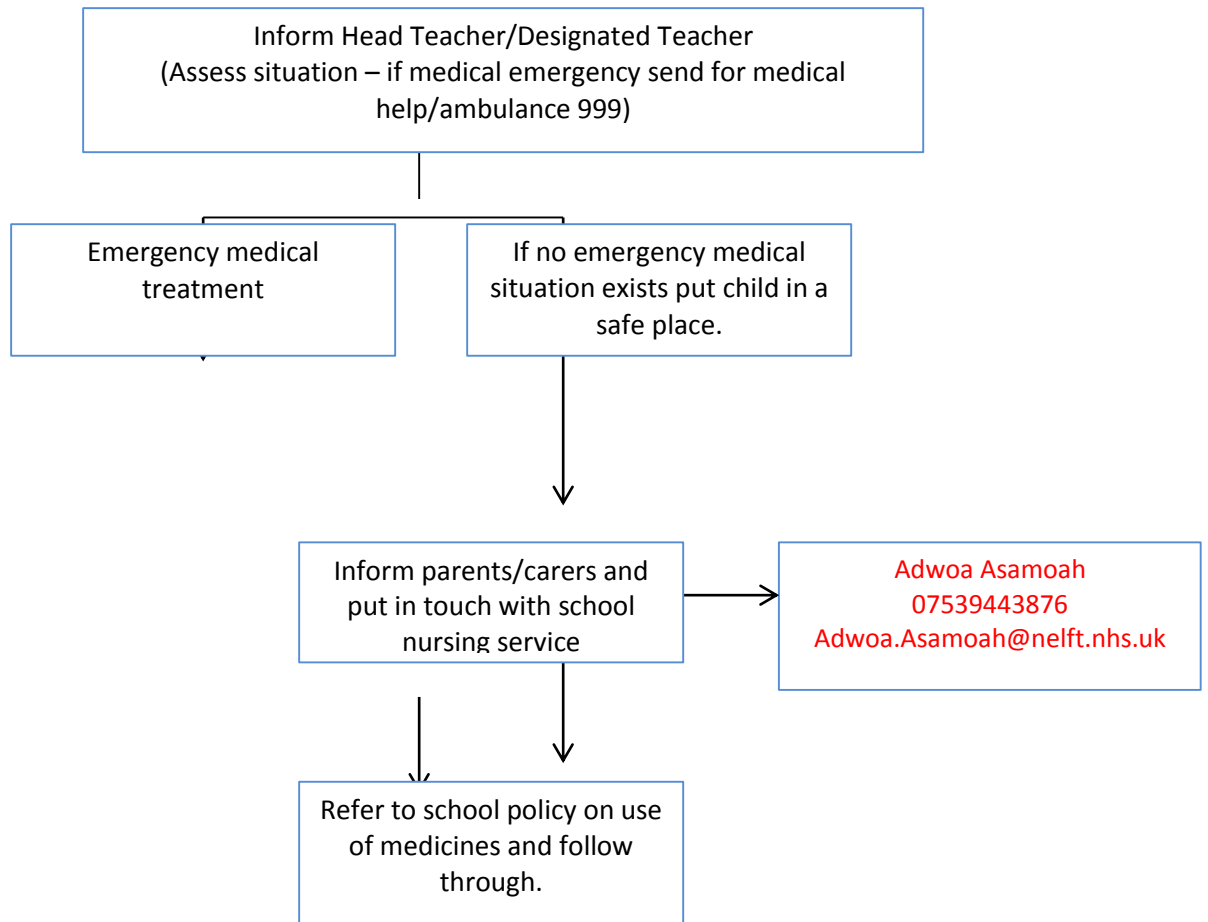 Inform Head Teacher/Designated Teacher
(Assess situation – if medical emergency send for medical
help/ambulance 999)
Emergency medical
treatment
If no emergency medical
situation exists put child in a
safe place.
Inform parents/carers and
put in touch with school
nursing service
Adwoa Asamoah
07539443876
Adwoa.Asamoah@nelft.nhs.uk
Refer to school policy on use
of medicines and follow
through.